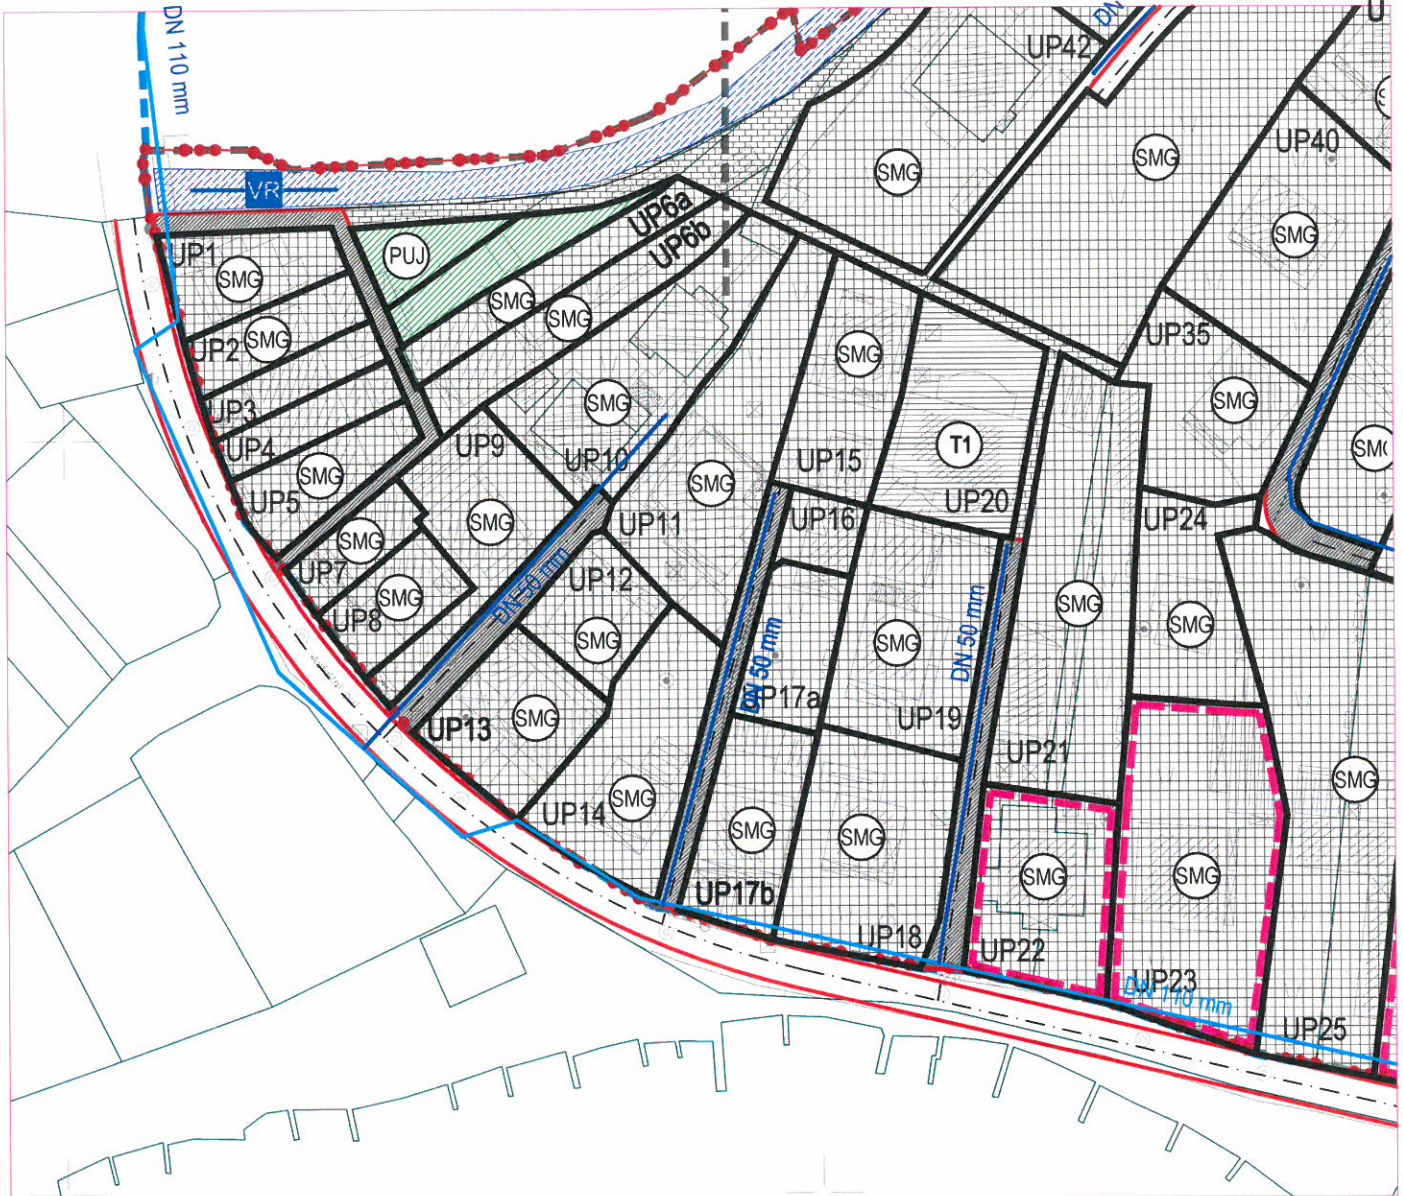 DN 110 mm
DN
U
UP42
S
UP40
SMG
SMG
VR
UP6a
UP6b
SMG
UP1
PUJ
SMG
SMG
SMG
UP2
SMG
UP35
SMG
UP3
SMG
SMG
UP4
UP9
T1
SMG
UP10
UP15
SMG
SMG
UP5
UP20
SMG
UP11
UP16
UP24
SMG
UP7
UP12
DN 50 mm
SMG
UP8
SMG
SMG
SMG
SMG
DN 50 mm
DN 50 mm
UP17a
SMG
UP13
UP19
UP21
SMG
SMG
UP14
SMG
SMG
SMG
SMG
UP17b
UP18
UP22
UP23
DN 110 mm
UP25